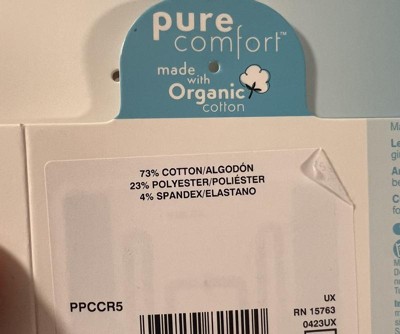 pure
comfort™
made
with
Organic
cotton
73% COTTON/ALGODÓN
23% POLYESTER/POLIÉSTER
4% SPANDEX/ELASTANO
PPCCR5
UX
RN 15763
0423UX